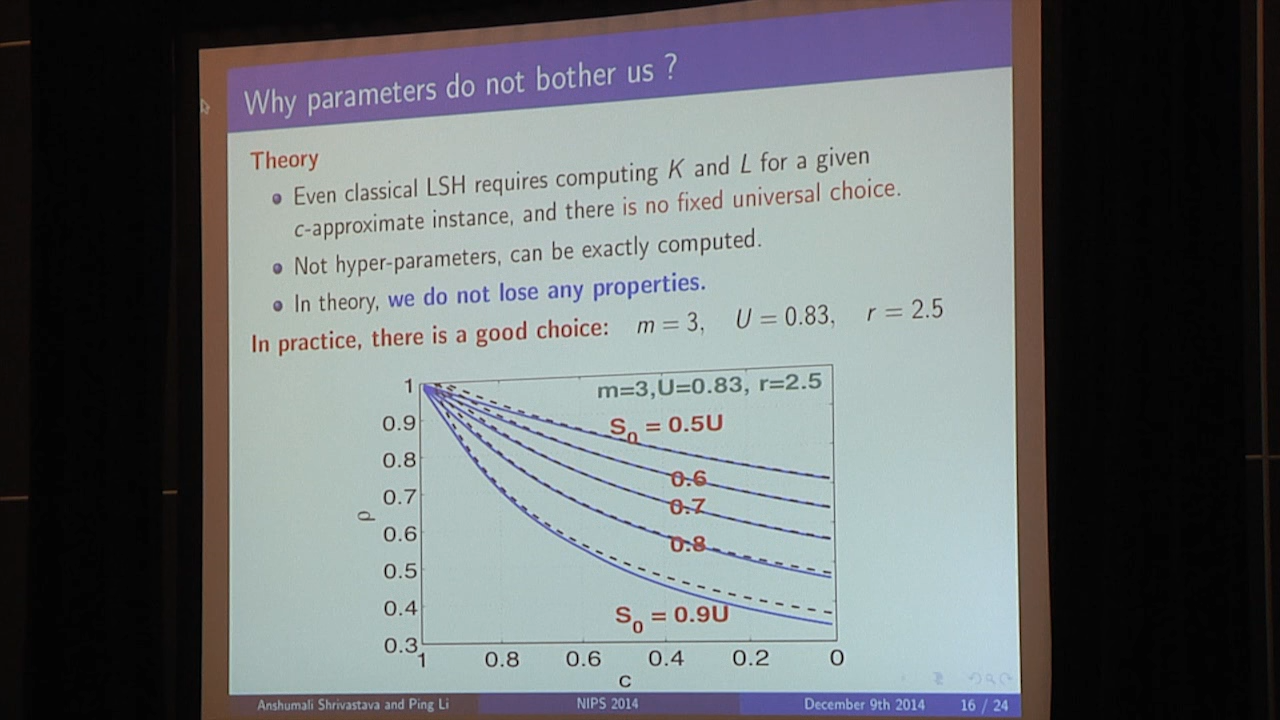 Why parameters do not bother us ?
Theory
Even classical LSH requires computing K and L for a given
c-approximate instance, and there is no fixed universal choice.
Not hyper-parameters, can be exactly computed.
In theory, we do not lose any properties.
In practice, there is a good choice: m = 3, U = 0.83, r = 2.5
m=3,U=0.83, r=2.5
S0 = 0.5U
0.6
0.7
0.8
S0 = 0.9U
1
0.9
0.8
0.7
0.6
0.5
0.4
0.3
ρ
1 0.8 0.6 0.4 0.2 0
c
Anshumali Shrivastava and Ping Li NIPS 2014 December 9th 2014 16 / 24